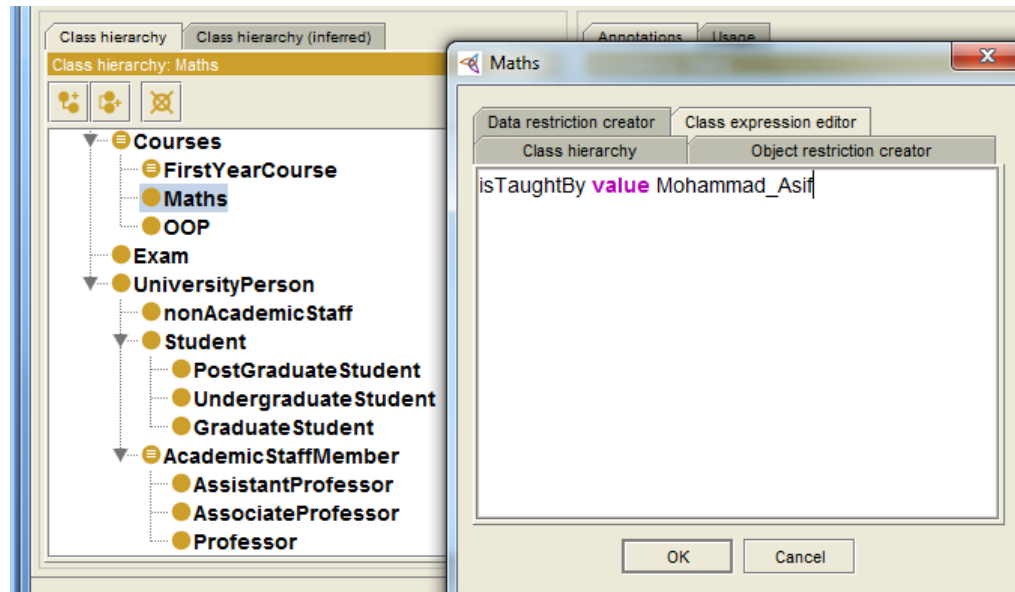 Class hierarchy
Class hierarchy (inferred)
Class hierarchy: Maths
Courses
FirstYearCourse
Maths
OOP
Exam
UniversityPerson
nonAcademicStaff
Student
PostGraduateStudent
UndergraduateStudent
GraduateStudent
AcademicStaffMember
AssistantProfessor
AssociateProfessor
Professor
Annotations
Usage
Maths
Data restriction creator
Class expression editor
Class hierarchy
Object restriction creator
isTaughtBy value Mohammad_Asif
OK
Cancel